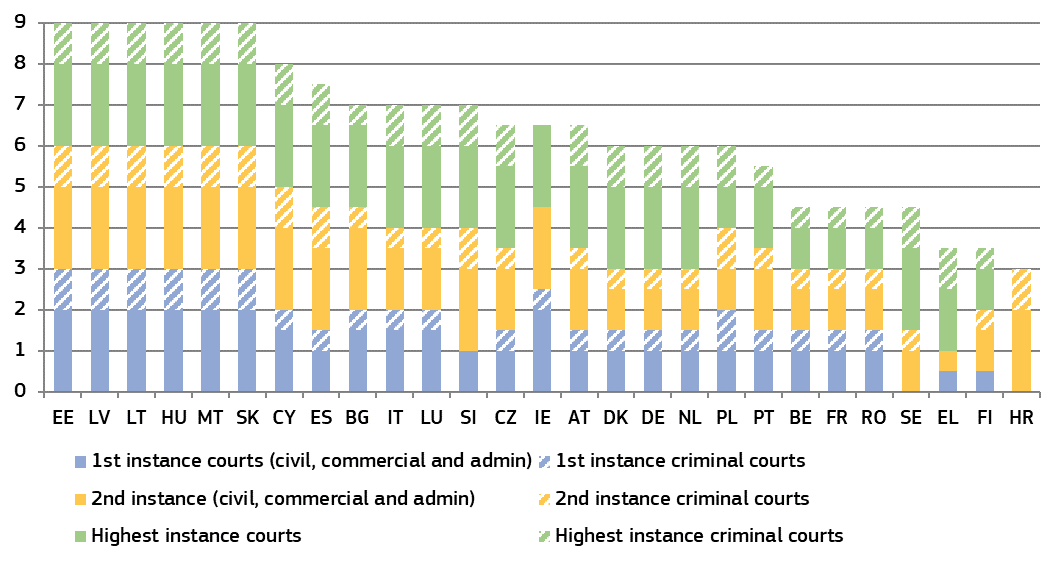 9
8
7
6
5
4
3
2
1
0
EE LV LT HU MT SK CY ES BG IT LU SI CZ IE AT DK DE NL PL PT BE FR RO SE EL FI HR
1st instance courts (civil, commercial and admin) 1st instance criminal courts
2nd instance (civil, commercial and admin) 2nd instance criminal courts
Highest instance courts Highest instance criminal courts